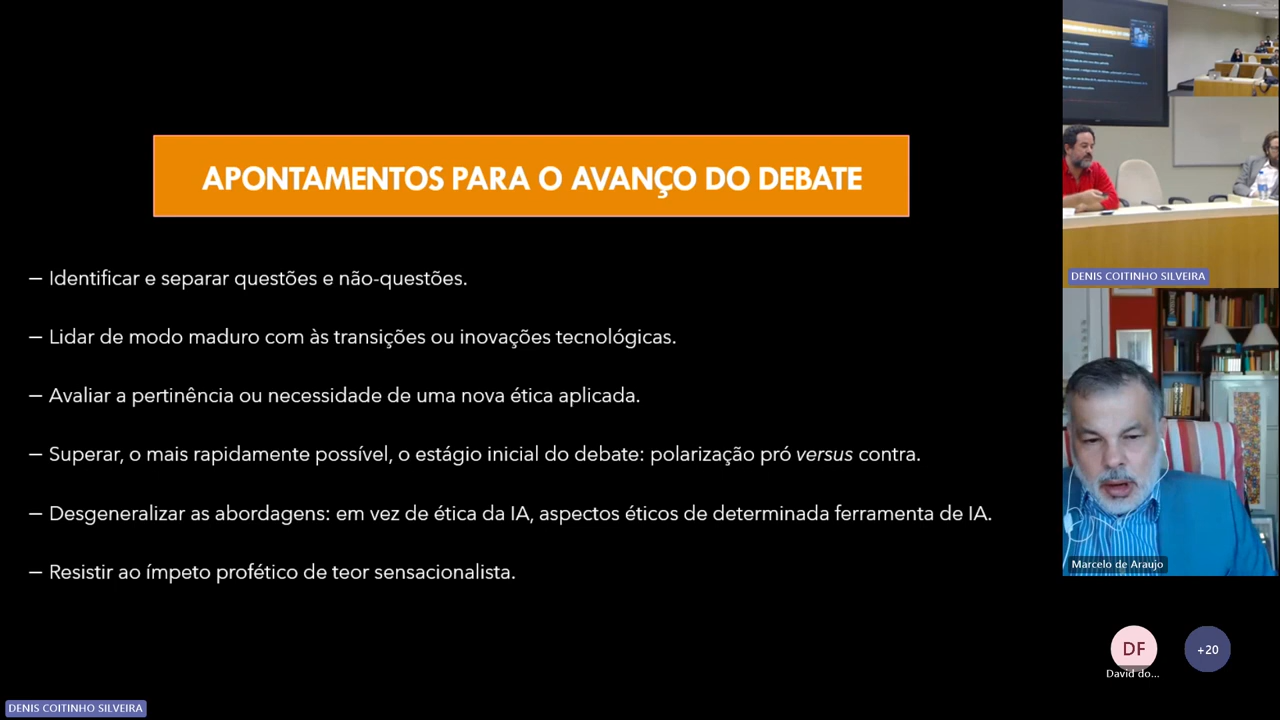 APONTAMENTOS PARA O AVANÇO DO DEBATE
— Identificar e separar questões e não-questões.
— Lidar de modo maduro com às transições ou inovações tecnológicas.
— Avaliar a pertinência ou necessidade de uma nova ética aplicada.
— Superar, o mais rapidamente possível, o estágio inicial do debate: polarização pró versus contra.
— Desgeneralizar as abordagens: em vez de ética da IA, aspectos éticos de determinada ferramenta de IA.
— Resistir ao ímpeto profético de teor sensacionalista.
DENIS COITINHO SILVEIRA
DENIS COITINHO SILVEIRA
Marcelo de Araujo
DF
David do...
+20